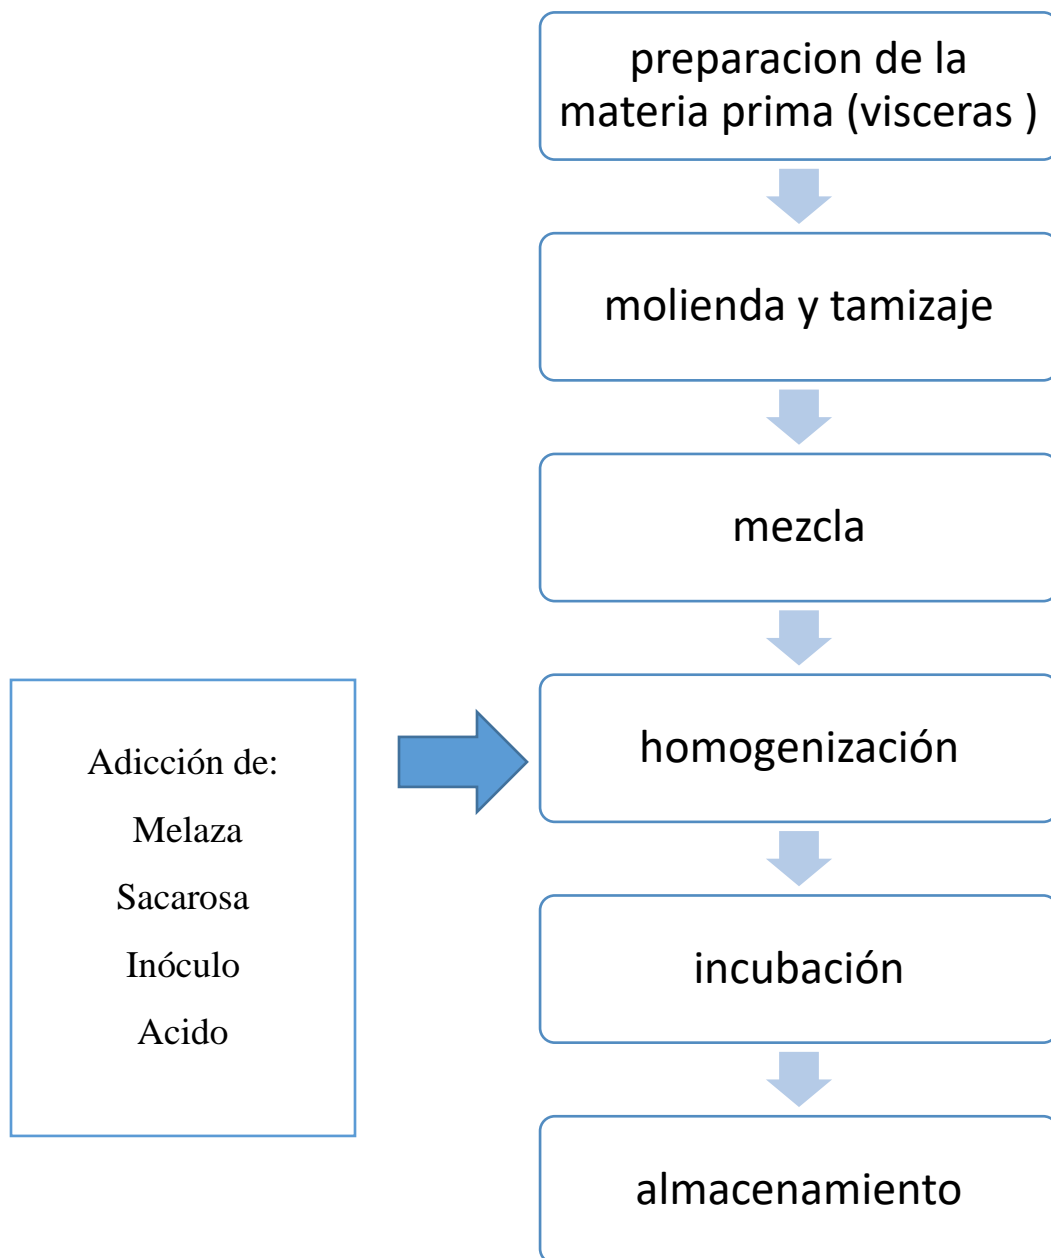 preparacion de la
materia prima (visceras )
molienda y tamizaje
mezcla
Adicción de:
Melaza
Sacarosa
Inóculo
Acido
homogenización
incubación
almacenamiento